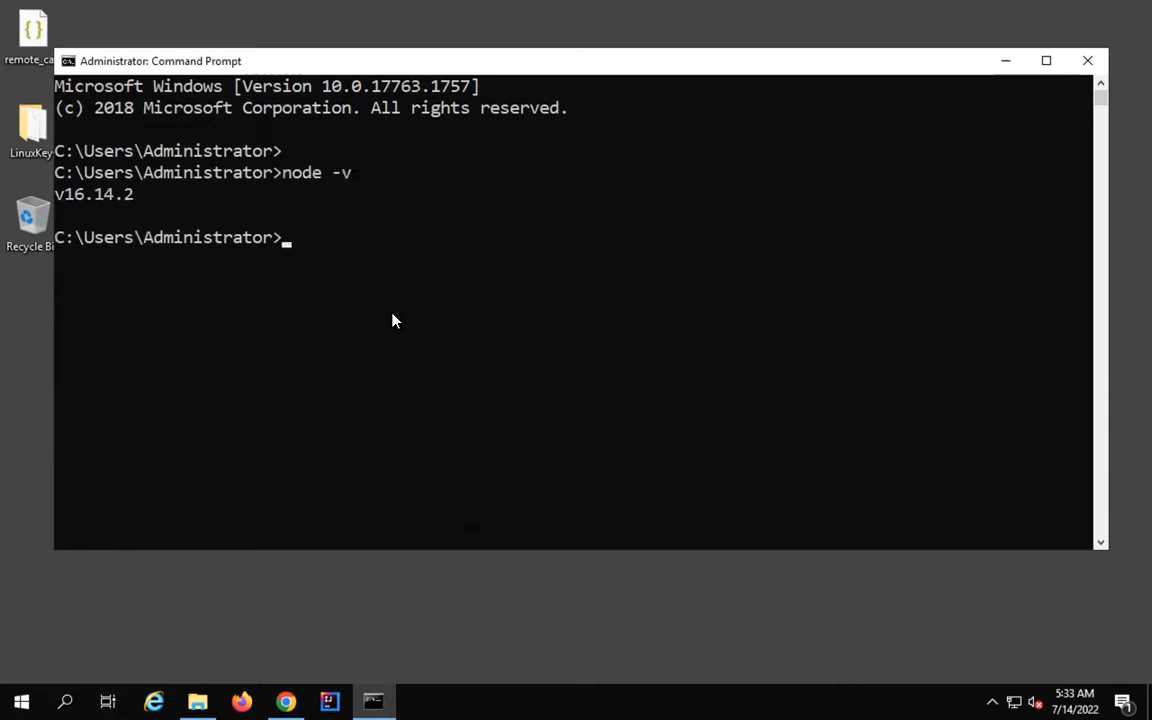 remote_ca
LinuxKey
Recycle Bi
Administrator: Command Prompt
Microsoft Windows [Version 10.0.17763.1757]
(c) 2018 Microsoft Corporation. All rights reserved.
C:\Users\Administrator>
C:\Users\Administrator>node -v
v16.14.2
C:\Users\Administrator>
5:33 AM
7/14/2022
1